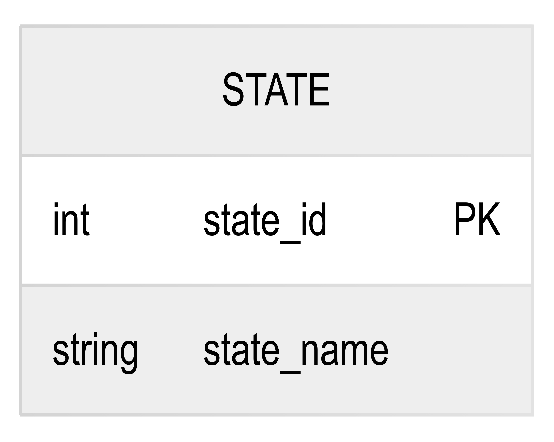 STATE
int state_id PK
string state_name